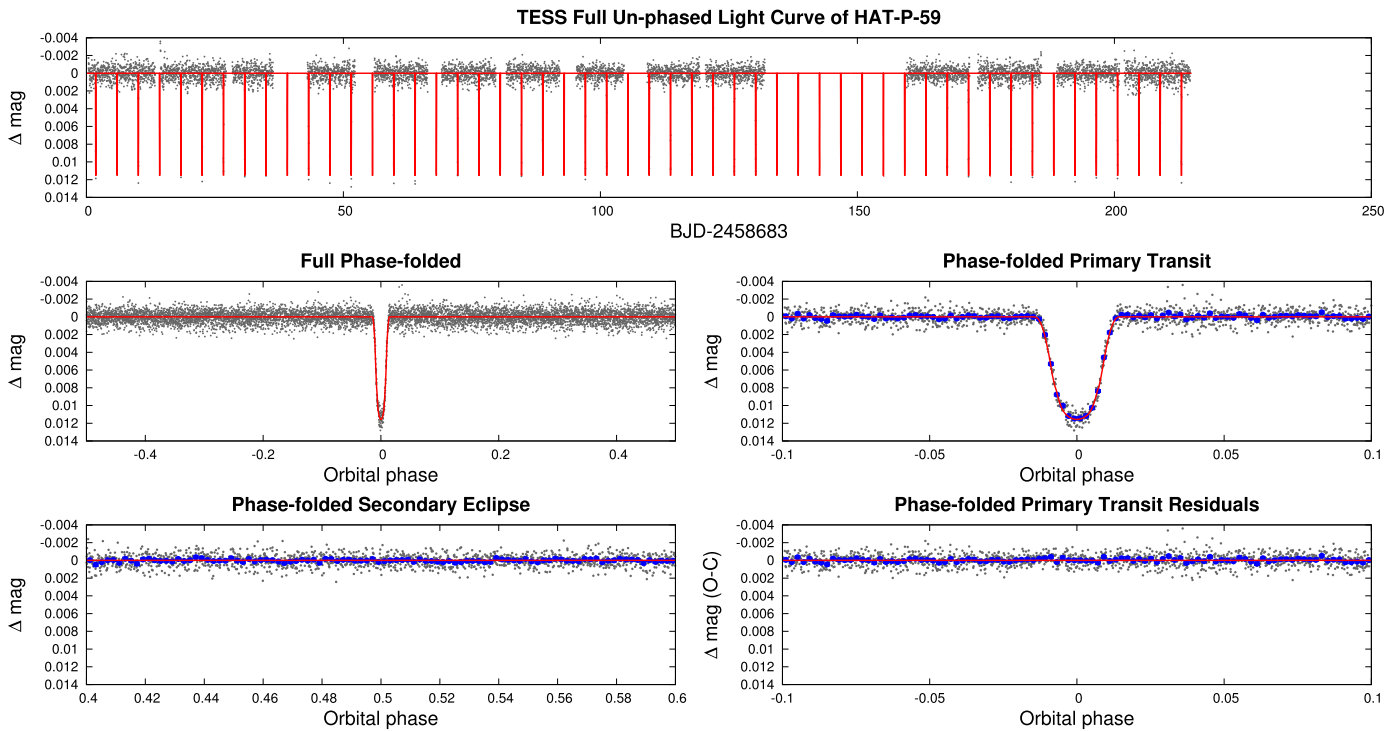 TESS Full Un-phased Light Curve of HAT-P-59
Δ mag
-0.004
-0.002
0
0.002
0.004
0.006
0.008
0.01
0.012
0.014
0 50 100 150 200 250
BJD-2458683
Full Phase-folded
Δ mag
-0.004
-0.002
0
0.002
0.004
0.006
0.008
0.01
0.012
0.014
-0.4 -0.2 0 0.2 0.4
Orbital phase
Phase-folded Primary Transit
Δ mag
-0.004
-0.002
0
0.002
0.004
0.006
0.008
0.01
0.012
0.014
-0.1 -0.05 0 0.05 0.1
Orbital phase
Phase-folded Secondary Eclipse
Δ mag
-0.004
-0.002
0
0.002
0.004
0.006
0.008
0.01
0.012
0.014
0.4 0.42 0.44 0.46 0.48 0.5 0.52 0.54 0.56 0.58 0.6
Orbital phase
Phase-folded Primary Transit Residuals
Δ mag (O-C)
-0.004
-0.002
0
0.002
0.004
0.006
0.008
0.01
0.012
0.014
-0.1 -0.05 0 0.05 0.1
Orbital phase